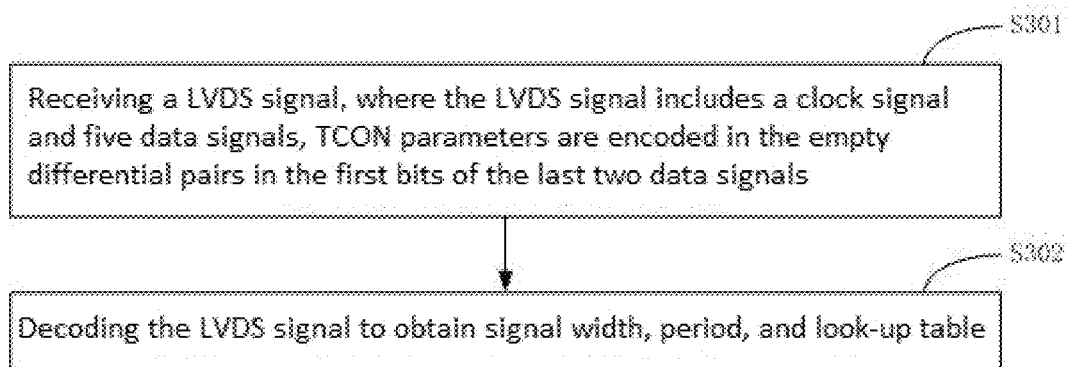 S301
Receiving a LVDS signal, where the LVDS signal includes a clock signal
and five data signals, TCON parameters are encoded in the empty
differential pairs in the first bits of the last two data signals
S302
Decoding the LVDS signal to obtain signal width, period, and look-up table